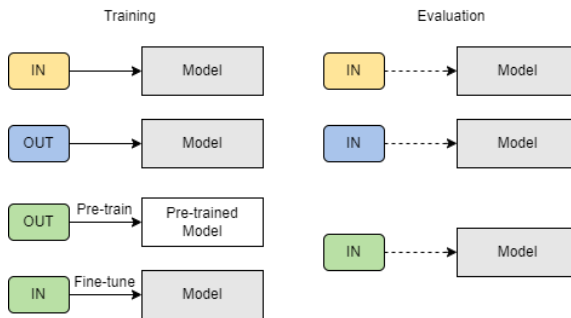 Training
Evaluation
IN
Model
IN
Model
OUT
Model
IN
Model
OUT
Pre-train
Pre-trained
Model
IN
Model
IN
Fine-tune
Model